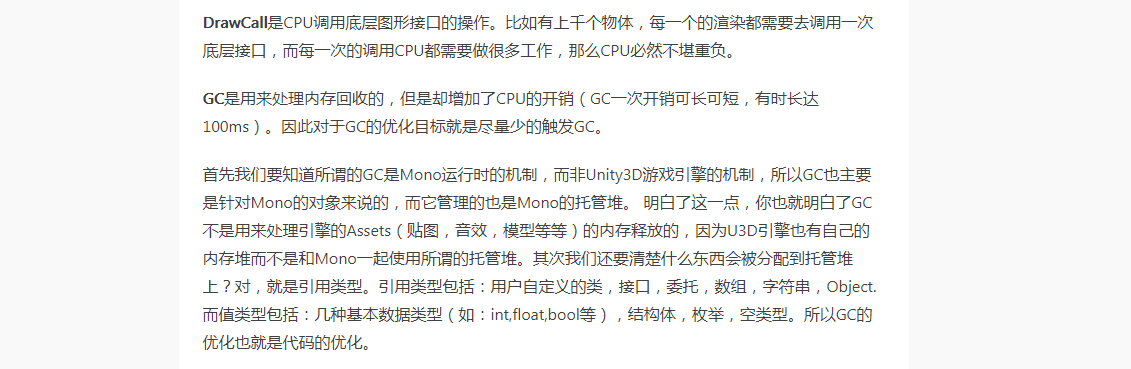 DrawCall是CPU调用底层图形接口的操作。比如有上千个物体，每一个的渲染都需要去调用一次
底层接口，而每一次的调用CPU都需要做很多工作，那么CPU必然不堪重负。
GC是用来处理内存回收的，但是却增加了CPU的开销（GC一次开销可长可短，有时长达
100ms）。因此对于GC的优化目标就是尽量少的触发GC。
首先我们要知道所谓的GC是Mono运行时的机制，而非Unity3D游戏引擎的机制，所以GC也主要
是针对Mono的对象来说的，而它管理的也是Mono的托管堆。 明白了这一点，你也就明白了GC
不是用来处理引擎的Assets（贴图，音效，模型等等）的内存释放的，因为U3D引擎也有自己的
内存堆而不是和Mono一起使用所谓的托管堆。其次我们还要清楚什么东西会被分配到托管堆
上？对，就是引用类型。引用类型包括：用户自定义的类，接口，委托，数组，字符串，Object.
而值类型包括：几种基本数据类型（如：int,float,bool等），结构体，枚举，空类型。所以GC的
优化也就是代码的优化。